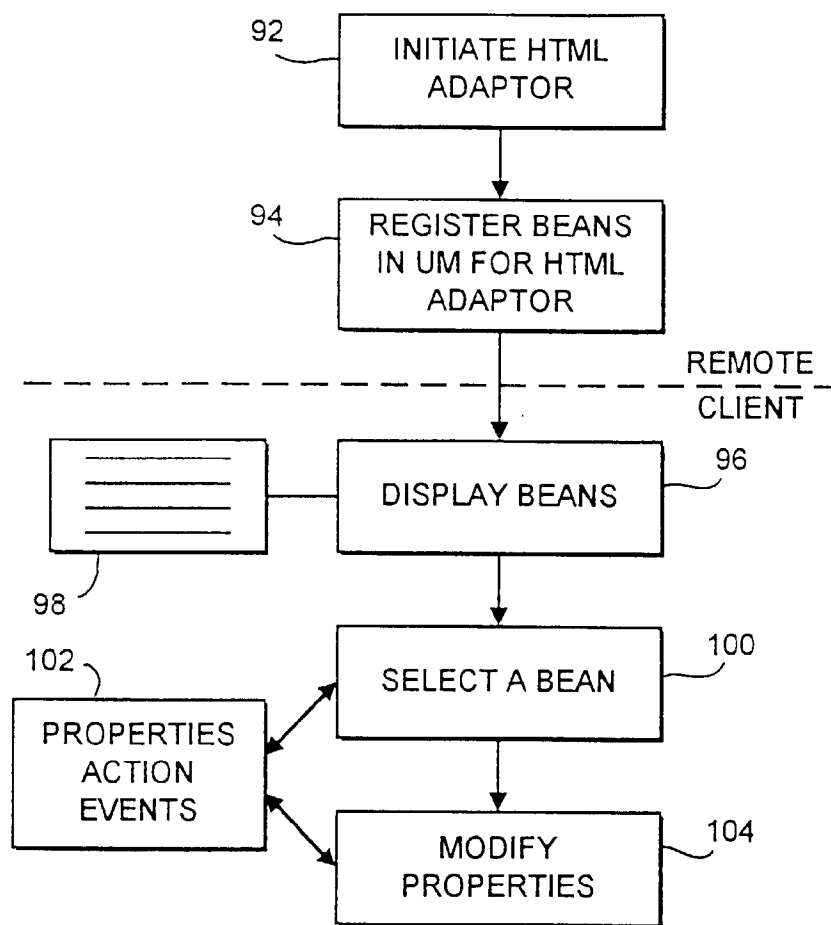 92
INITIATE HTML
ADAPTOR
94
REGISTER BEANS
IN UM FOR HTML
ADAPTOR
REMOTE
CLIENT
DISPLAY BEANS
96
98
SELECT A BEAN
100
102
PROPERTIES
ACTION
EVENTS
MODIFY
PROPERTIES
104